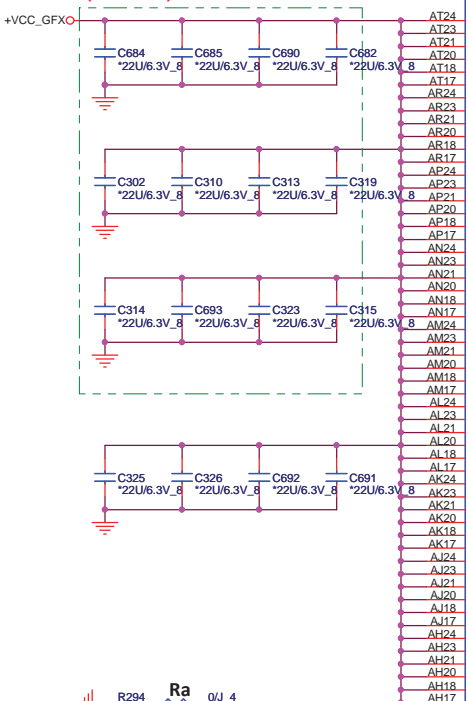 +VCC_GFX
C684 C685 C690 C682
*22U/6.3V_8 *22U/6.3V_8 *22U/6.3V_8 *22U/6.3V_8
C302 C310 C313 C319
*22U/6.3V_8 *22U/6.3V_8 *22U/6.3V_8 *22U/6.3V_8
C314 C693 C323 C315
*22U/6.3V_8 *22U/6.3V_8 *22U/6.3V_8 *22U/6.3V_8
C325 C326 C692 C691
*22U/6.3V_8 *22U/6.3V_8 *22U/6.3V_8 *22U/6.3V_8
Ra
R294 0/J_4
AT24
AT23
AT21
AT20
AT18
AT17
AR24
AR23
AR21
AR20
AR18
AR17
AP24
AP23
AP21
AP20
AP18
AP17
AN24
AN23
AN21
AN20
AN18
AN17
AM24
AM23
AM21
AM20
AM18
AM17
AL24
AL23
AL21
AL20
AL18
AL17
AK24
AK23
AK21
AK20
AK18
AK17
AJ24
AJ23
AJ21
AJ20
AJ18
AJ17
AH24
AH23
AH21
AH20
AH18
AH17